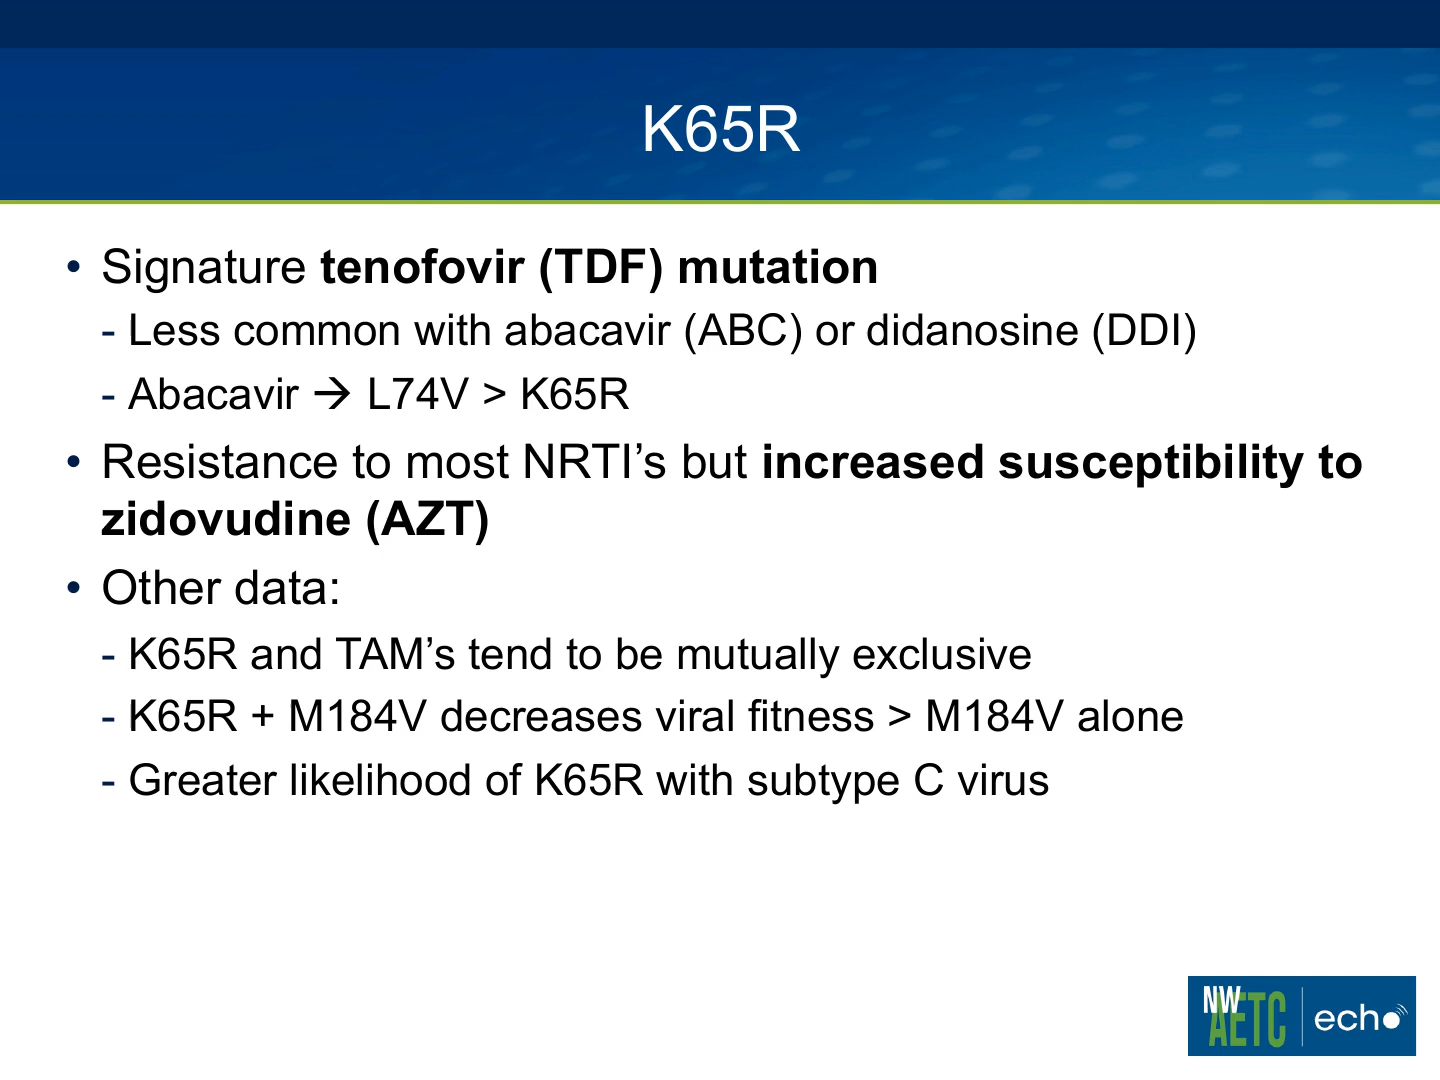 K65R
• Signature tenofovir (TDF) mutation
- Less common with abacavir (ABC) or didanosine (DDI)
- Abacavir → L74V > K65R
• Resistance to most NRTI’s but increased susceptibility to
zidovudine (AZT)
• Other data:
- K65R and TAM’s tend to be mutually exclusive
- K65R + M184V decreases viral fitness > M184V alone
- Greater likelihood of K65R with subtype C virus
NW
AETC
echo